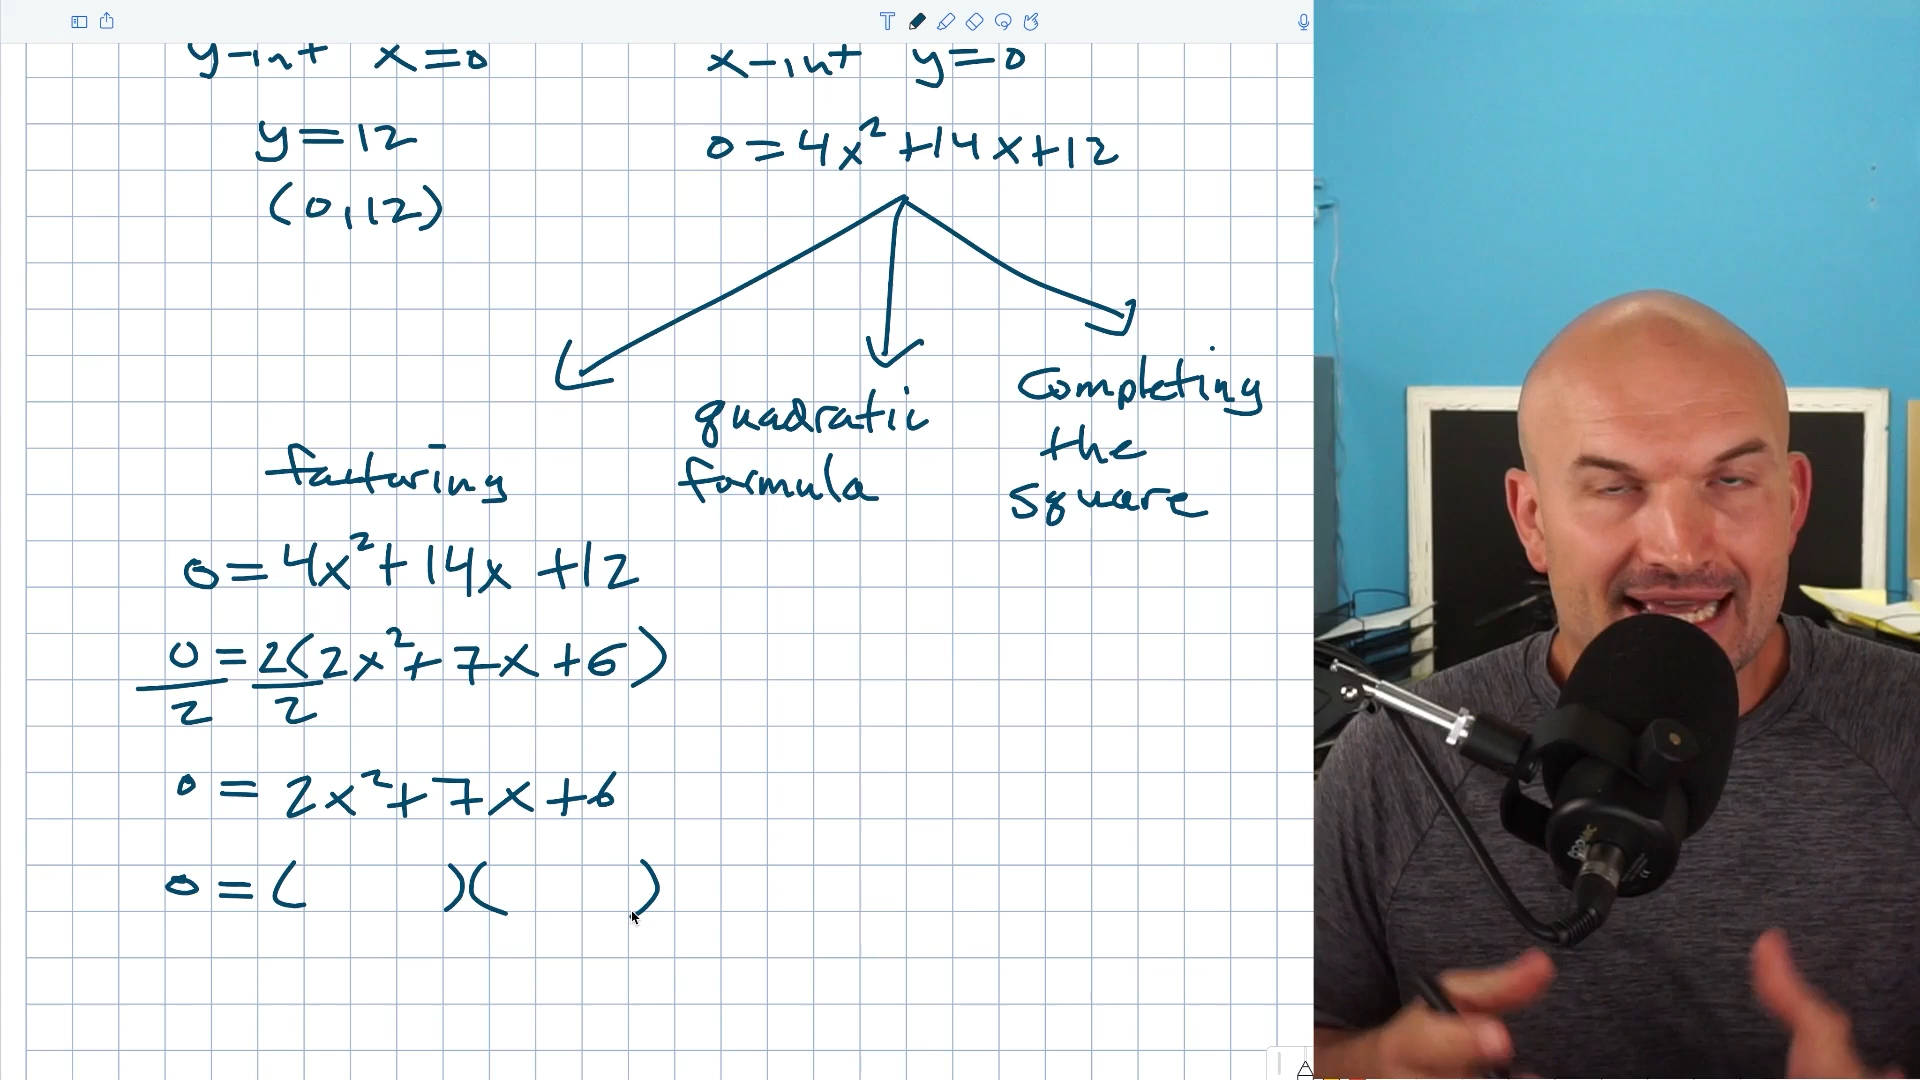 y-int x=0
x-int y=0
y=12
(0,12)
0=4x²+14x+12
factoring
quadratic
formula
Completing
the
square
0=4x²+14x+12
0=2(2x²+7x+6)
2 2
0=2x²+7x+6
0=( )( )